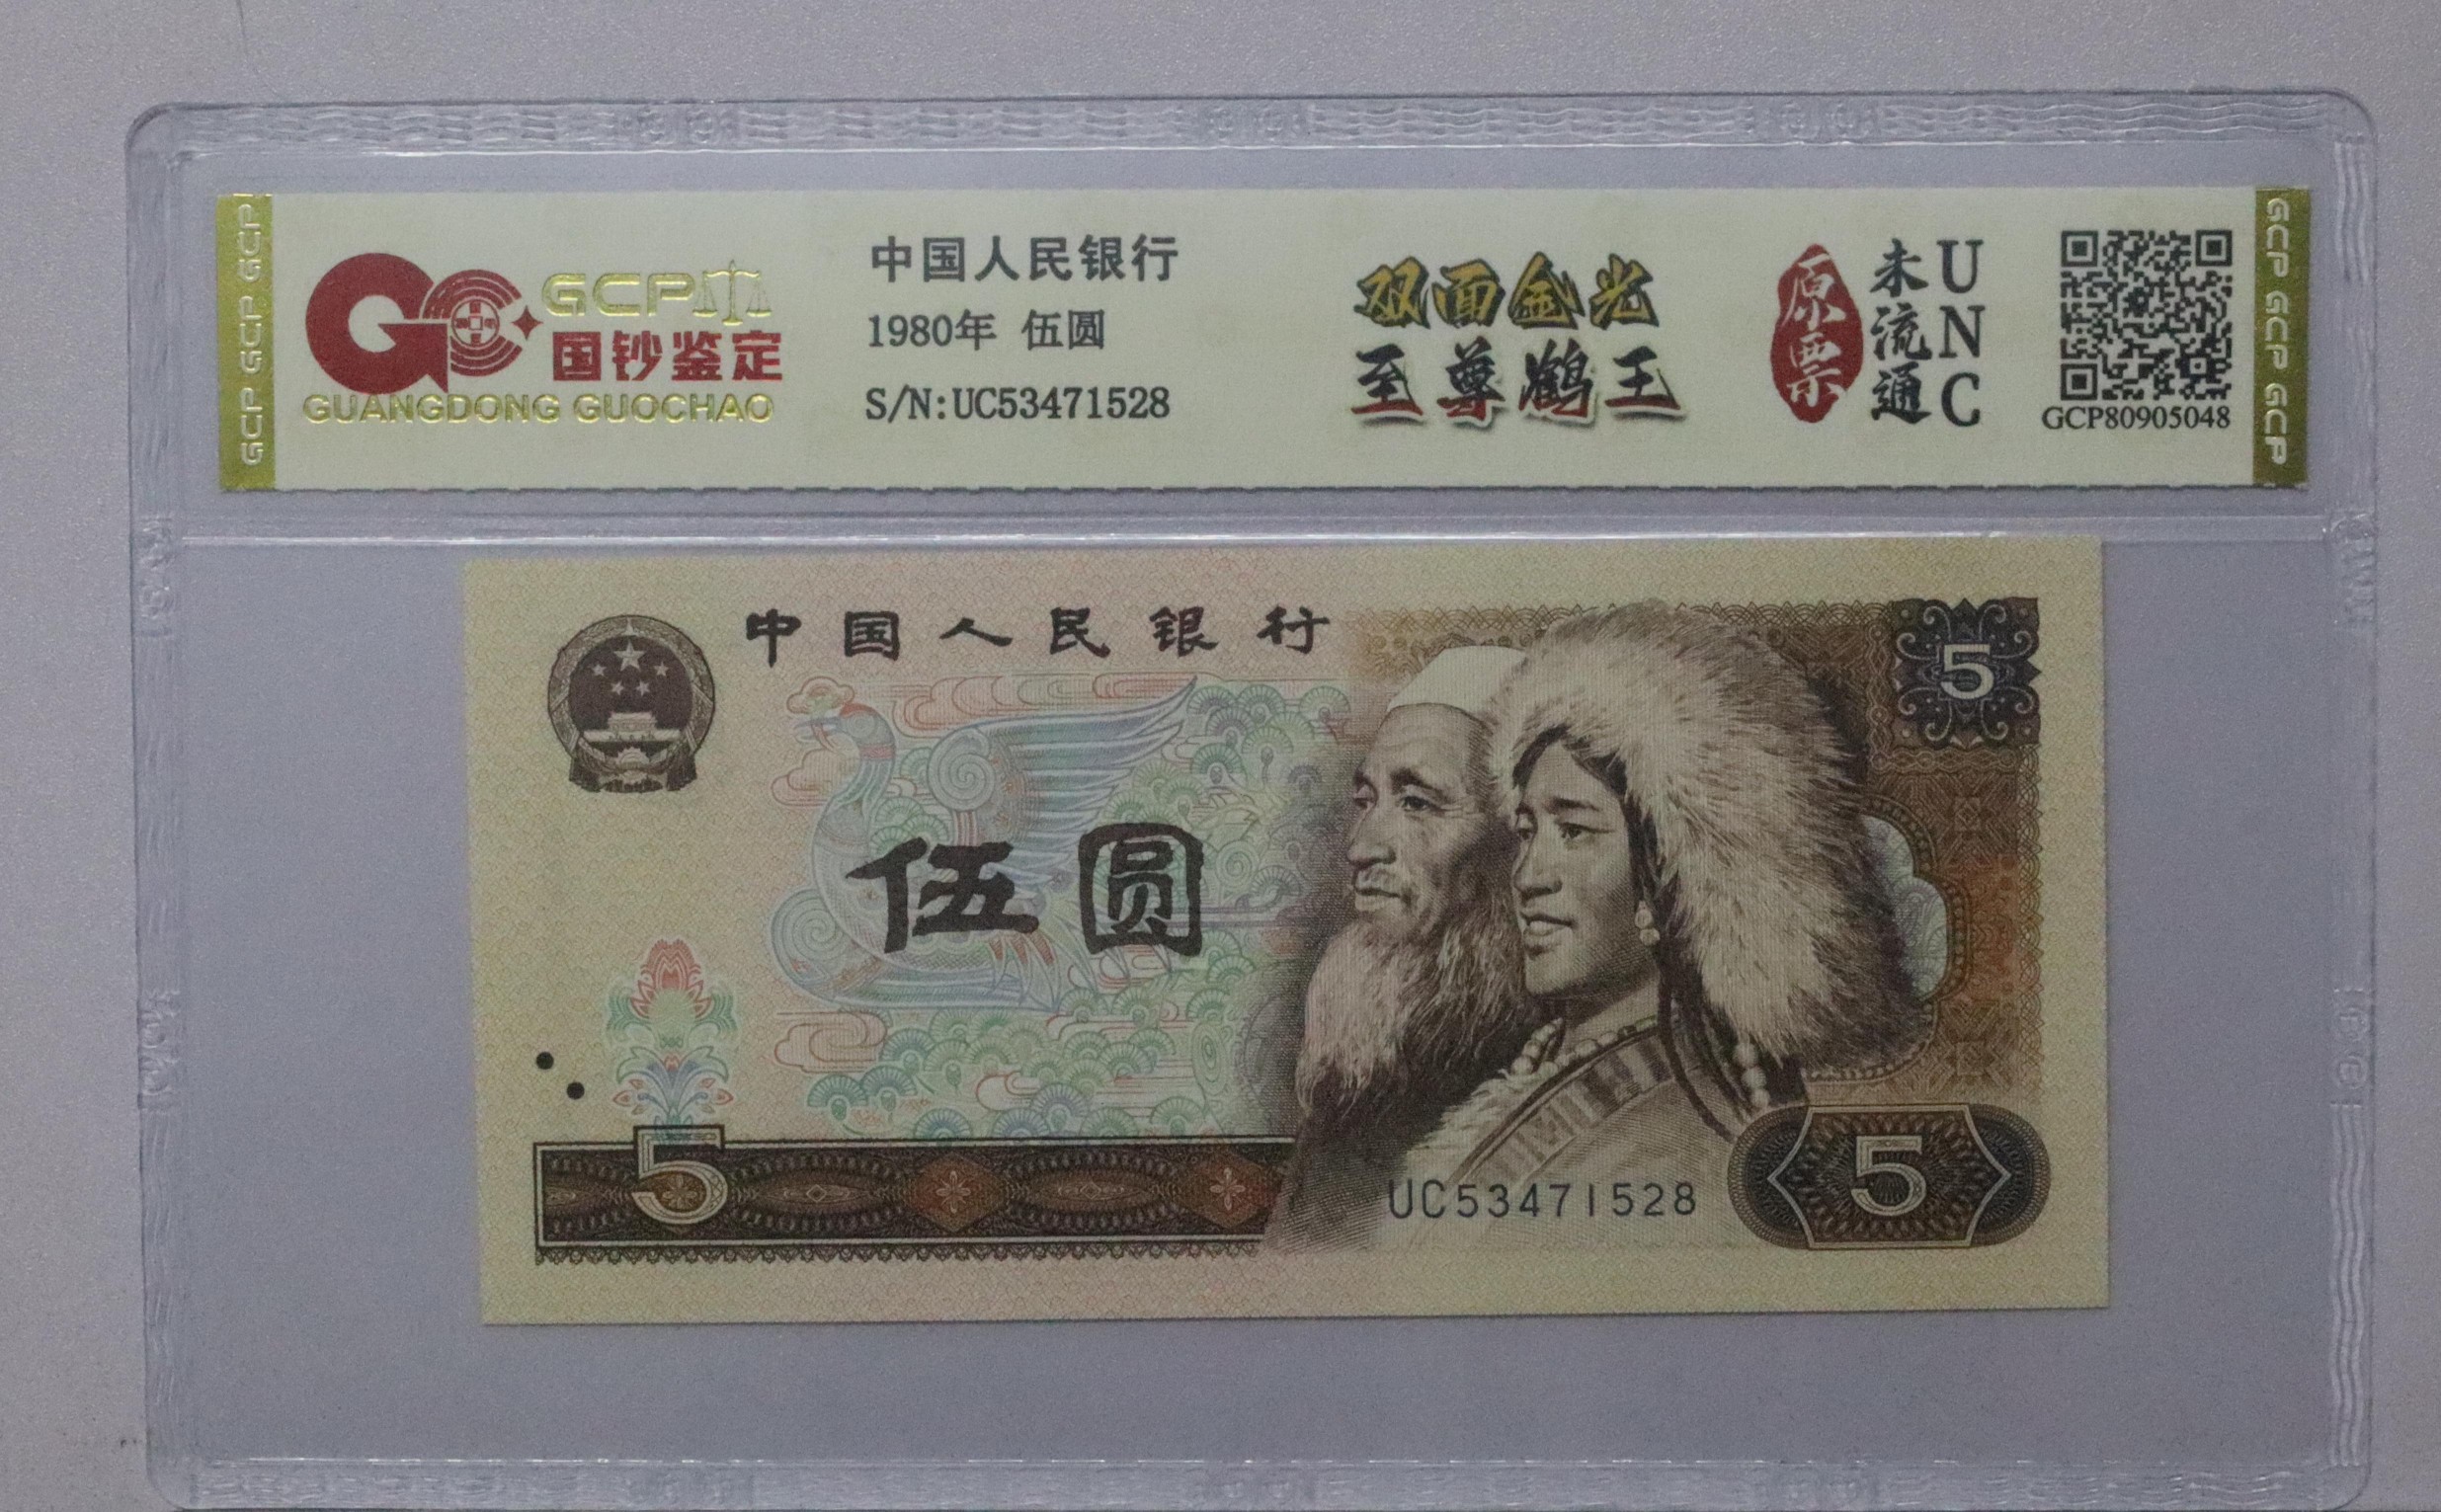 GCP GCP GCP
GCP
国钞鉴定
GUANGDONG GUOCHAO
中国人民银行
1980年 伍圆
S/N:UC53471528
双面金光
至尊鹤王
原票
未流通
UNC
GCP80905048
GCP GCP GCP
中国人民银行
5
伍圆
5
UC53471528
5